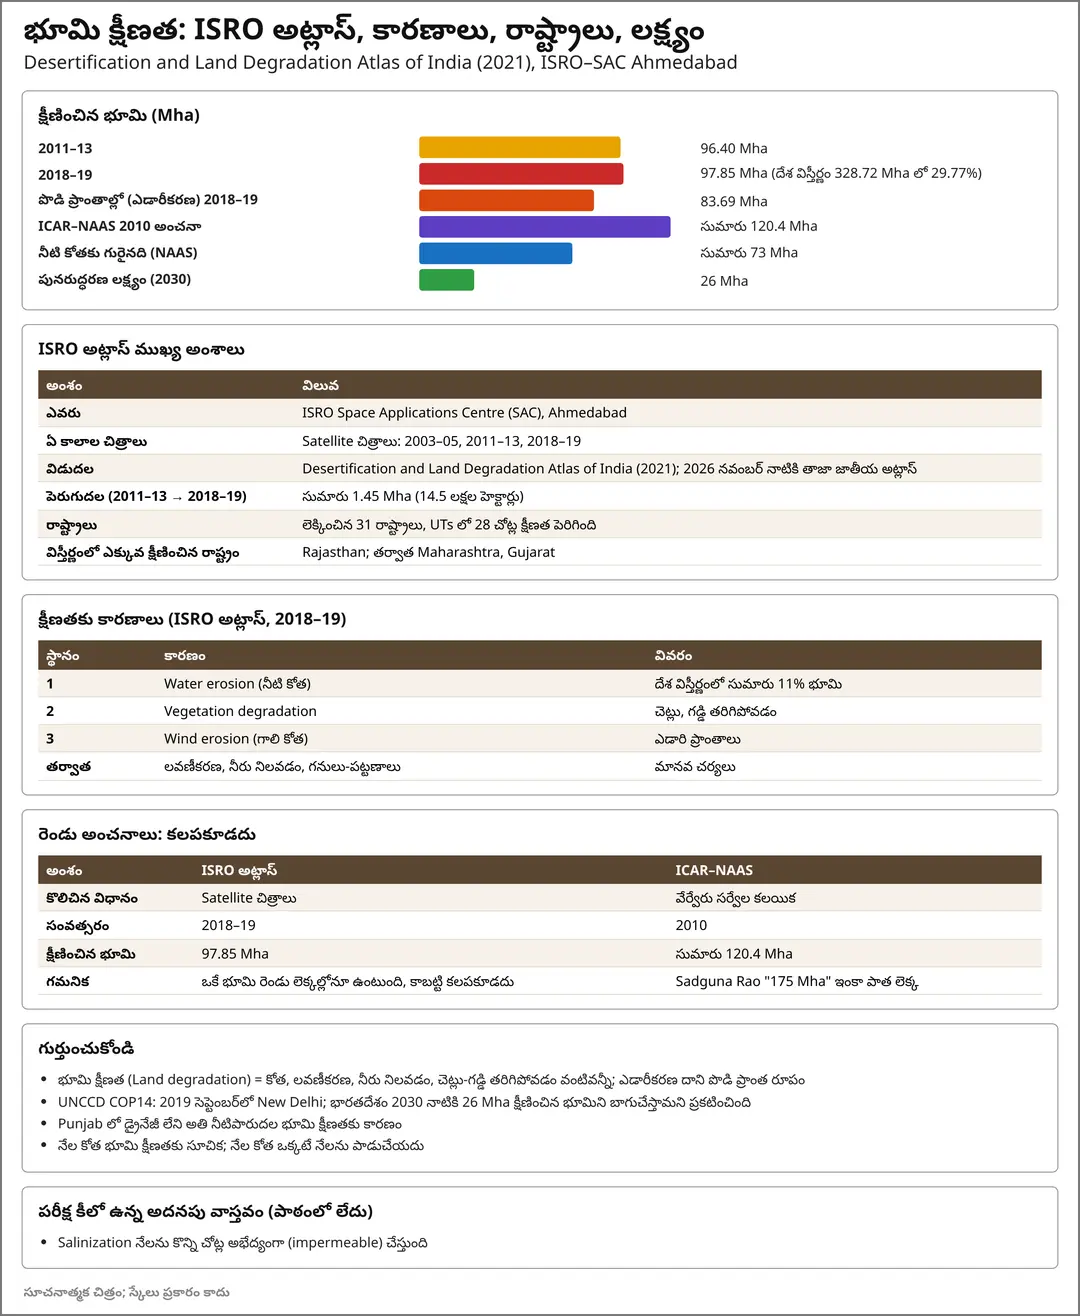 భూమి క్షీణత: ISRO అట్లాస్, కారణాలు, రాష్ట్రాలు, లక్ష్యం
Desertification and Land Degradation Atlas of India (2021), ISRO–SAC Ahmedabad
క్షీణించిన భూమి (Mha)
2011–13 96.40 Mha
2018–19 97.85 Mha (దేశ విస్తీర్ణం 328.72 Mha లో 29.77%)
పొడి ప్రాంతాల్లో (ఎడారీకరణ) 2018–19 83.69 Mha
ICAR–NAAS 2010 అంచనా సుమారు 120.4 Mha
నీటి కోతకు గురైనది (NAAS) సుమారు 73 Mha
పునరుద్ధరణ లక్ష్యం (2030) 26 Mha
ISRO అట్లాస్ ముఖ్య అంశాలు
అంశం విలువ
ఎవరు ISRO Space Applications Centre (SAC), Ahmedabad
ఏ కాలాల చిత్రాలు Satellite చిత్రాలు: 2003–05, 2011–13, 2018–19
విడుదల Desertification and Land Degradation Atlas of India (2021); 2026 నవంబర్ నాటికి తాజా జాతీయ అట్లాస్
పెరుగుదల (2011–13 → 2018–19) సుమారు 1.45 Mha (14.5 లక్షల హెక్టార్లు)
రాష్ట్రాలు లెక్కించిన 31 రాష్ట్రాలు, UTs లో 28 చోట్ల క్షీణత పెరిగింది
విస్తీర్ణంలో ఎక్కువ క్షీణించిన రాష్ట్రం Rajasthan; తర్వాత Maharashtra, Gujarat
క్షీణతకు కారణాలు (ISRO అట్లాస్, 2018–19)
స్థానం కారణం వివరం
1 Water erosion (నీటి కోత) దేశ విస్తీర్ణంలో సుమారు 11% భూమి
2 Vegetation degradation చెట్లు, గడ్డి తరిగిపోవడం
3 Wind erosion (గాలి కోత) ఎడారి ప్రాంతాలు
తర్వాత లవణీకరణ, నీరు నిలవడం, గనులు-పట్టణాలు మానవ చర్యలు
రెండు అంచనాలు: కలపకూడదు
అంశం ISRO అట్లాస్ ICAR–NAAS
కొలిచిన విధానం Satellite చిత్రాలు వేర్వేరు సర్వేల కలయిక
సంవత్సరం 2018–19 2010
క్షీణించిన భూమి 97.85 Mha సుమారు 120.4 Mha
గమనిక ఒకే భూమి రెండు లెక్కల్లోనూ ఉంటుంది, కాబట్టి కలపకూడదు Sadguna Rao "175 Mha" ఇంకా పాత లెక్క
గుర్తుంచుకోండి
• భూమి క్షీణత (Land degradation) = కోత, లవణీకరణ, నీరు నిలవడం, చెట్లు-గడ్డి తరిగిపోవడం వంటివన్నీ; ఎడారీకరణ దాని పొడి ప్రాంత రూపం
• UNCCD COP14: 2019 సెప్టెంబర్‌లో New Delhi; భారతదేశం 2030 నాటికి 26 Mha క్షీణించిన భూమిని బాగుచేస్తామని ప్రకటించింది
• Punjab లో డ్రైనేజీ లేని అతి నీటిపారుదల భూమి క్షీణతకు కారణం
• నేల కోత భూమి క్షీణతకు సూచిక; నేల కోత ఒక్కటే నేలను పాడుచేయదు
పరీక్ష కీలో ఉన్న అదనపు వాస్తవం (పాఠంలో లేదు)
• Salinization నేలను కొన్ని చోట్ల అభేద్యంగా (impermeable) చేస్తుంది
సూచనాత్మక చిత్రం; స్కేలు ప్రకారం కాదు